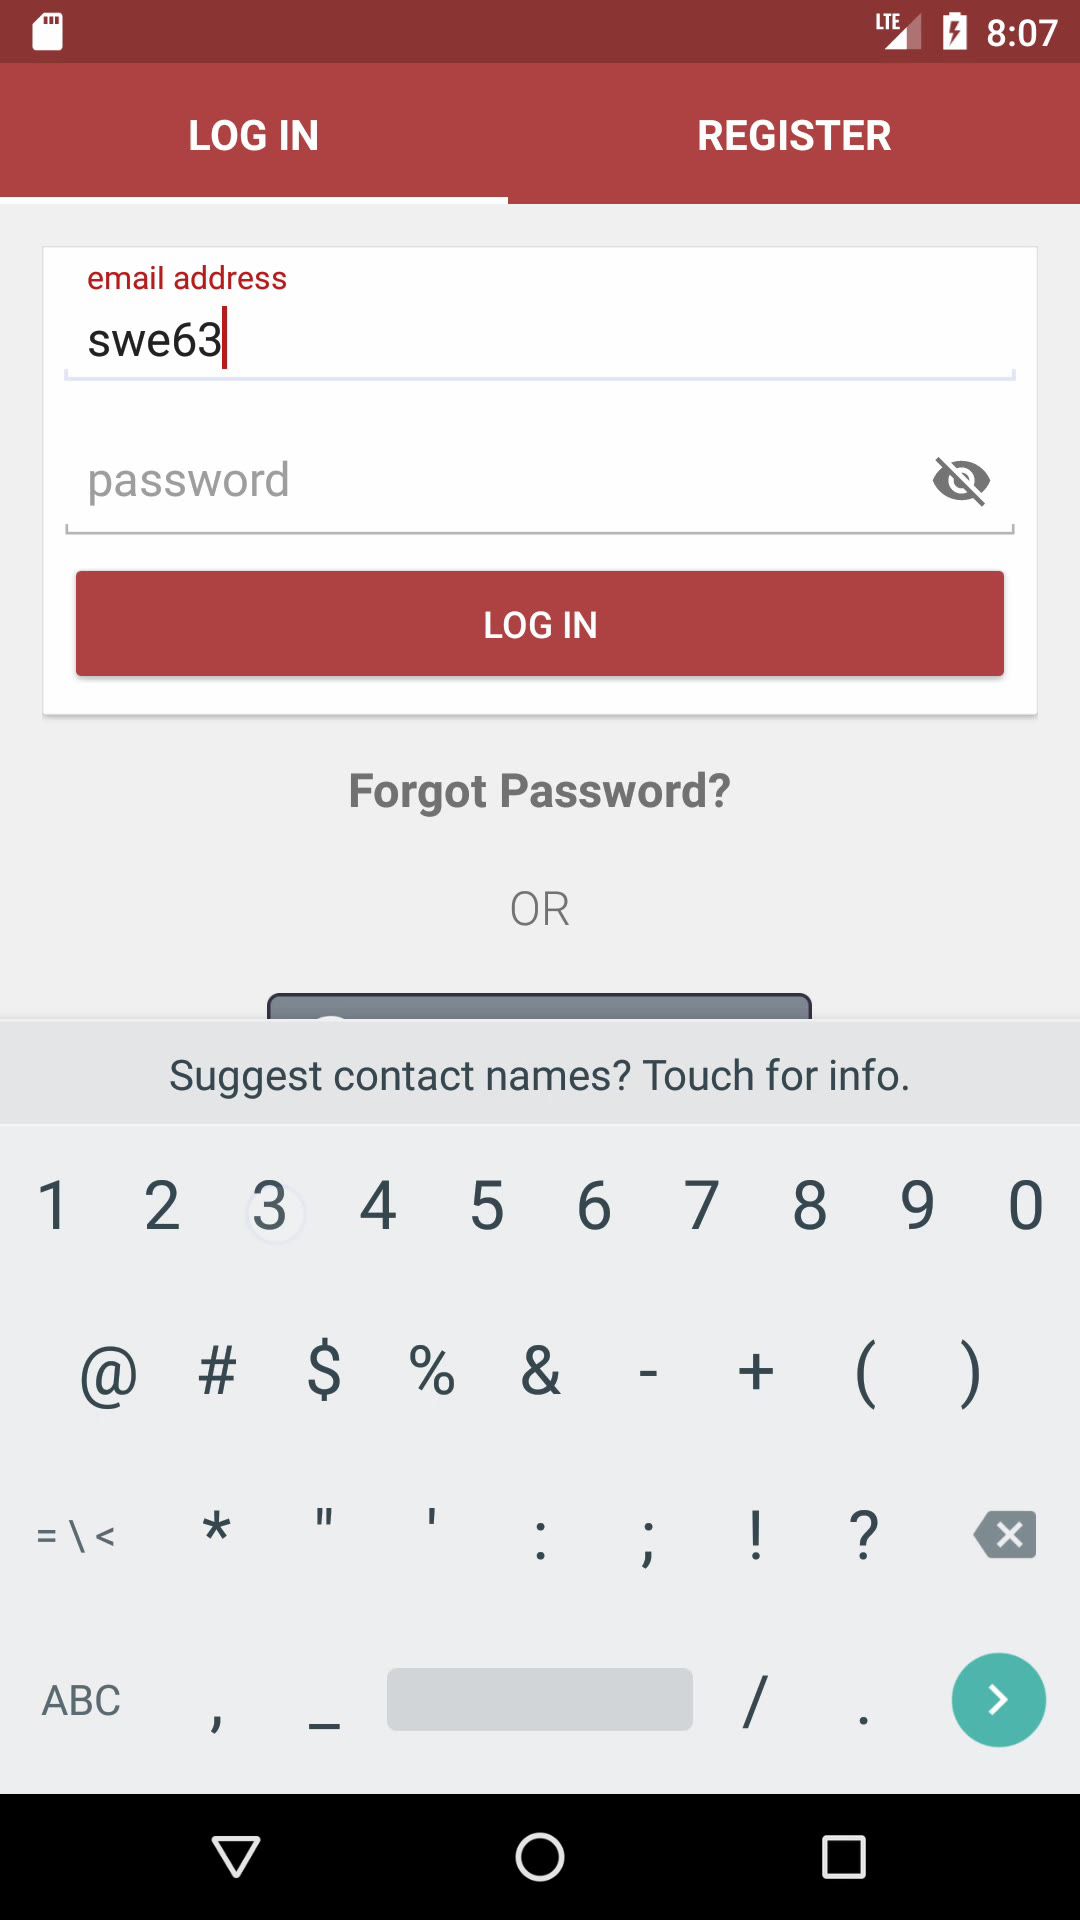 LTE 8:07
LOG IN REGISTER
email address
swe63
password
LOG IN
Forgot Password?
OR
Suggest contact names? Touch for info.
1 2 3 4 5 6 7 8 9 0
@ # $ % & - + ( )
= \ < * " ' : ; ! ?
ABC , _ / .